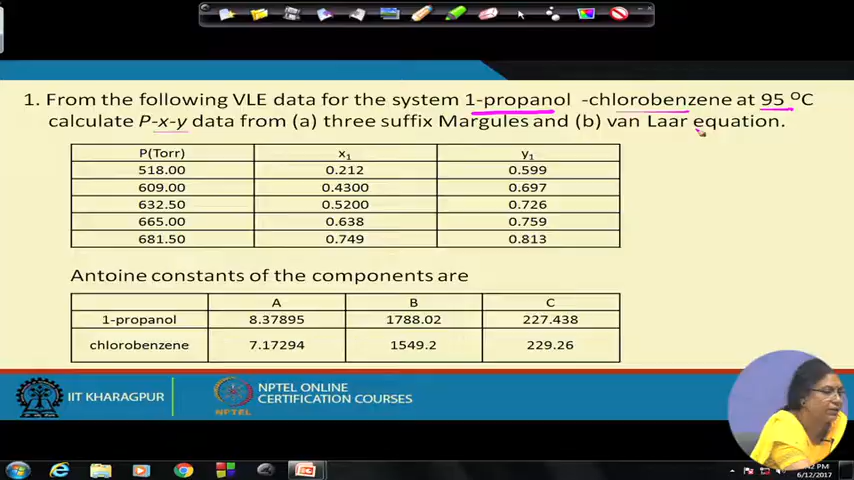 1. From the following VLE data for the system 1-propanol -chlorobenzene at 95 ⁰C
calculate P-x-y data from (a) three suffix Margules and (b) van Laar equation.
P(Torr) x₁ y₁
518.00 0.212 0.599
609.00 0.4300 0.697
632.50 0.5200 0.726
665.00 0.638 0.759
681.50 0.749 0.813
Antoine constants of the components are
A B C
1-propanol 8.37895 1788.02 227.438
chlorobenzene 7.17294 1549.2 229.26
IIT KHARAGPUR
NPTEL
NPTEL ONLINE
CERTIFICATION COURSES
6/12/2017